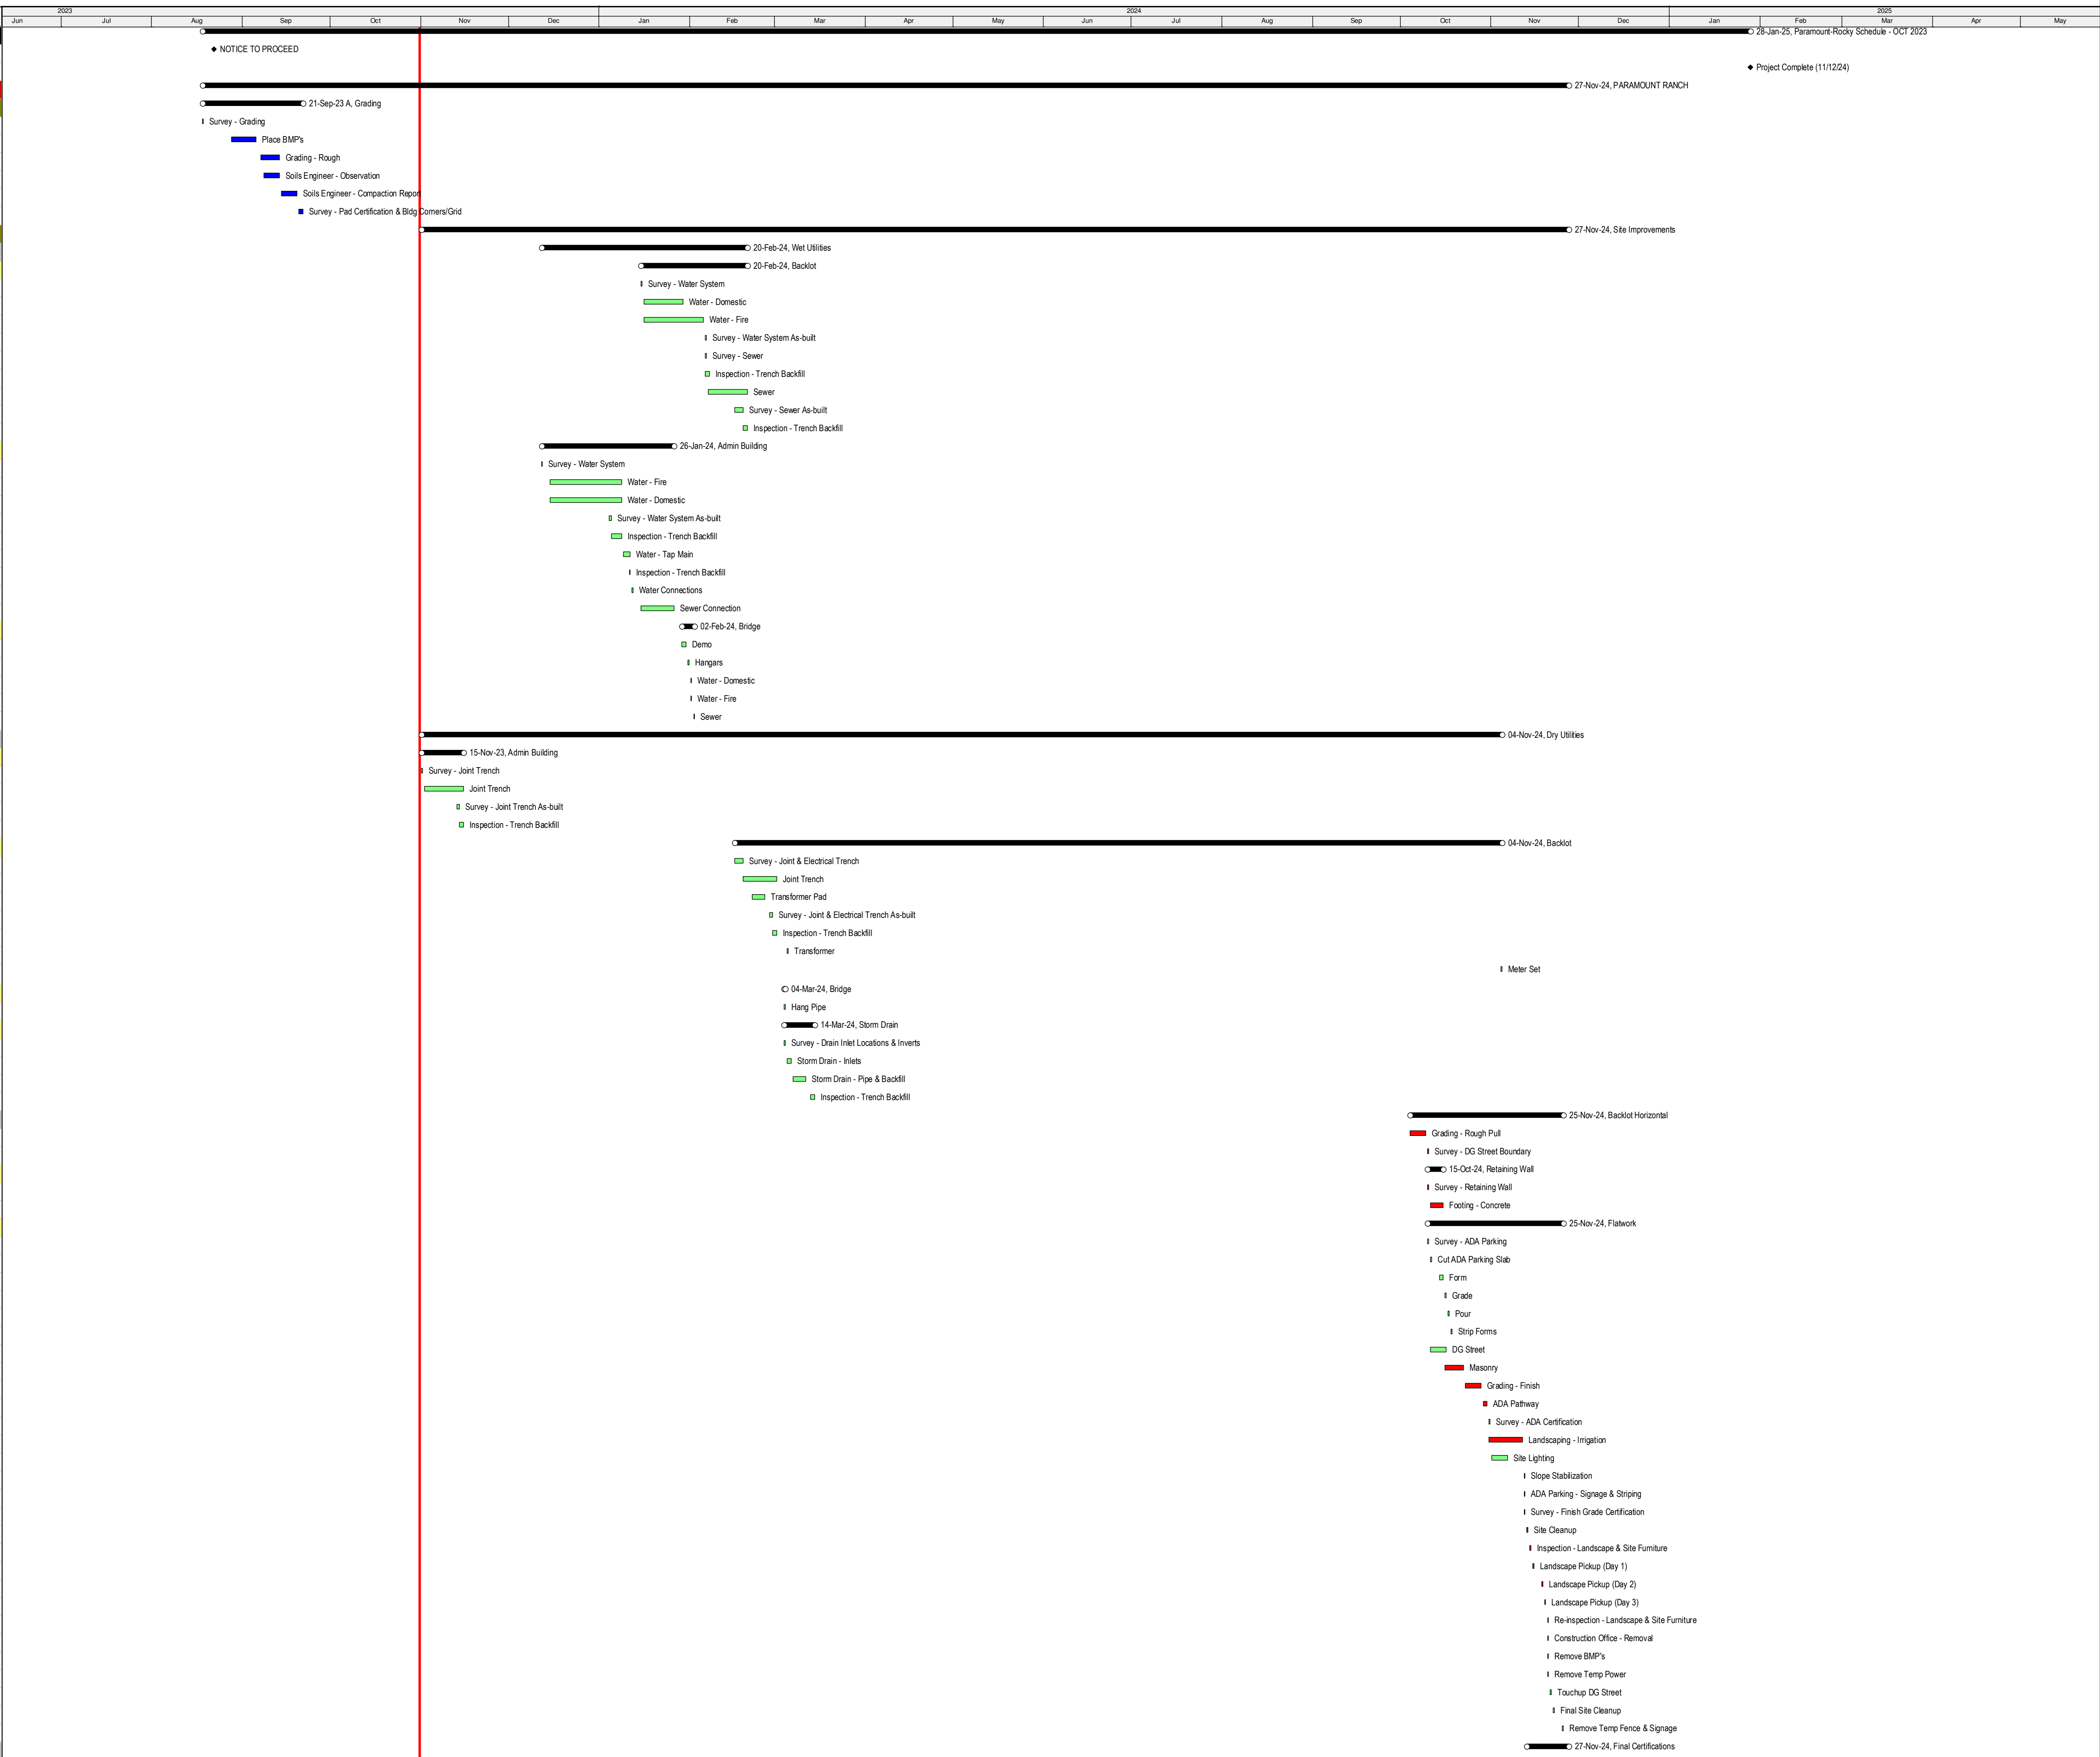 2023 2024 2025
Jun Jul Aug Sep Oct Nov Dec Jan Feb Mar Apr May Jun Jul Aug Sep Oct Nov Dec Jan Feb Mar Apr May
28-Jan-25, Paramount-Rocky Schedule - OCT 2023
NOTICE TO PROCEED
Project Complete (11/12/24)
27-Nov-24, PARAMOUNT RANCH
21-Sep-23 A, Grading
Survey - Grading
Place BMP's
Grading - Rough
Soils Engineer - Observation
Soils Engineer - Compaction Report
Survey - Pad Certification & Bldg Corners/Grid
27-Nov-24, Site Improvements
20-Feb-24, Wet Utilities
20-Feb-24, Backlot
Survey - Water System
Water - Domestic
Water - Fire
Survey - Water System As-built
Survey - Sewer
Inspection - Trench Backfill
Sewer
Survey - Sewer As-built
Inspection - Trench Backfill
26-Jan-24, Admin Building
Survey - Water System
Water - Fire
Water - Domestic
Survey - Water System As-built
Inspection - Trench Backfill
Water - Tap Main
Inspection - Trench Backfill
Water Connections
Sewer Connection
02-Feb-24, Bridge
Demo
Hangars
Water - Domestic
Water - Fire
Sewer
04-Nov-24, Dry Utilities
15-Nov-23, Admin Building
Survey - Joint Trench
Joint Trench
Survey - Joint Trench As-built
Inspection - Trench Backfill
04-Nov-24, Backlot
Survey - Joint & Electrical Trench
Joint Trench
Transformer Pad
Survey - Joint & Electrical Trench As-built
Inspection - Trench Backfill
Transformer
Meter Set
04-Mar-24, Bridge
Hang Pipe
14-Mar-24, Storm Drain
Survey - Drain Inlet Locations & Inverts
Storm Drain - Inlets
Storm Drain - Pipe & Backfill
Inspection - Trench Backfill
25-Nov-24, Backlot Horizontal
Grading - Rough Pull
Survey - DG Street Boundary
15-Oct-24, Retaining Wall
Survey - Retaining Wall
Footing - Concrete
25-Nov-24, Flatwork
Survey - ADA Parking
Cut ADA Parking Slab
Form
Grade
Pour
Strip Forms
DG Street
Masonry
Grading - Finish
ADA Pathway
Survey - ADA Certification
Landscaping - Irrigation
Site Lighting
Slope Stabilization
ADA Parking - Signage & Striping
Survey - Finish Grade Certification
Site Cleanup
Inspection - Landscape & Site Furniture
Landscape Pickup (Day 1)
Landscape Pickup (Day 2)
Landscape Pickup (Day 3)
Re-inspection - Landscape & Site Furniture
Construction Office - Removal
Remove BMP's
Remove Temp Power
Touchup DG Street
Final Site Cleanup
Remove Temp Fence & Signage
27-Nov-24, Final Certifications